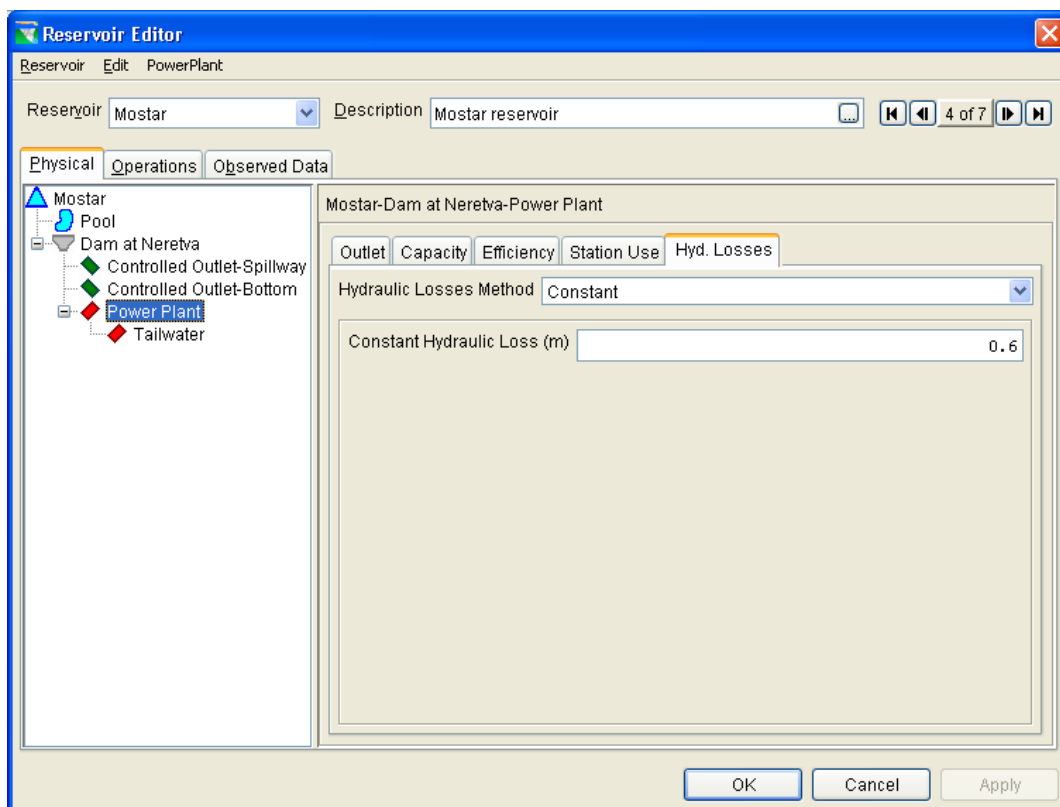 Reservoir Editor
Reservoir Edit PowerPlant
Reservoir Mostar Description Mostar reservoir ... 4 of 7
Physical Operations Observed Data
Mostar
Pool
Dam at Neretva
Controlled Outlet-Spillway
Controlled Outlet-Bottom
Power Plant
Tailwater
Mostar-Dam at Neretva-Power Plant
Outlet Capacity Efficiency Station Use Hyd. Losses
Hydraulic Losses Method Constant
Constant Hydraulic Loss (m) 0.6
OK Cancel Apply